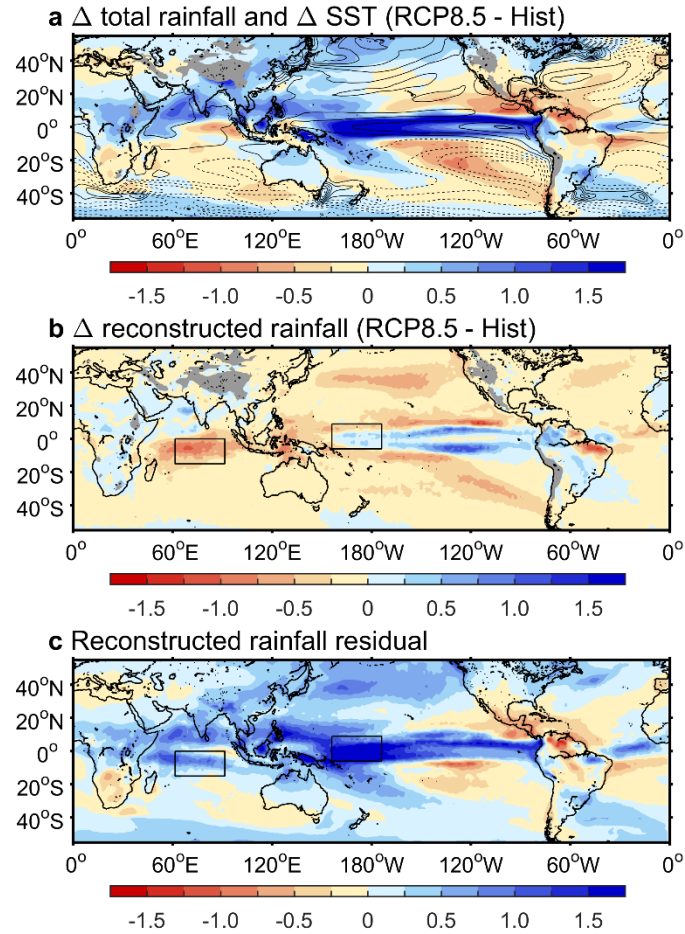 a Δ total rainfall and Δ SST (RCP8.5 - Hist)
40°N
20°N
0°
20°S
40°S
0° 60°E 120°E 180°W 120°W 60°W 0°
-1.5 -1.0 -0.5 0 0.5 1.0 1.5
b Δ reconstructed rainfall (RCP8.5 - Hist)
40°N
20°N
0°
20°S
40°S
0° 60°E 120°E 180°W 120°W 60°W 0°
-1.5 -1.0 -0.5 0 0.5 1.0 1.5
c Reconstructed rainfall residual
40°N
20°N
0°
20°S
40°S
0° 60°E 120°E 180°W 120°W 60°W 0°
-1.5 -1.0 -0.5 0 0.5 1.0 1.5